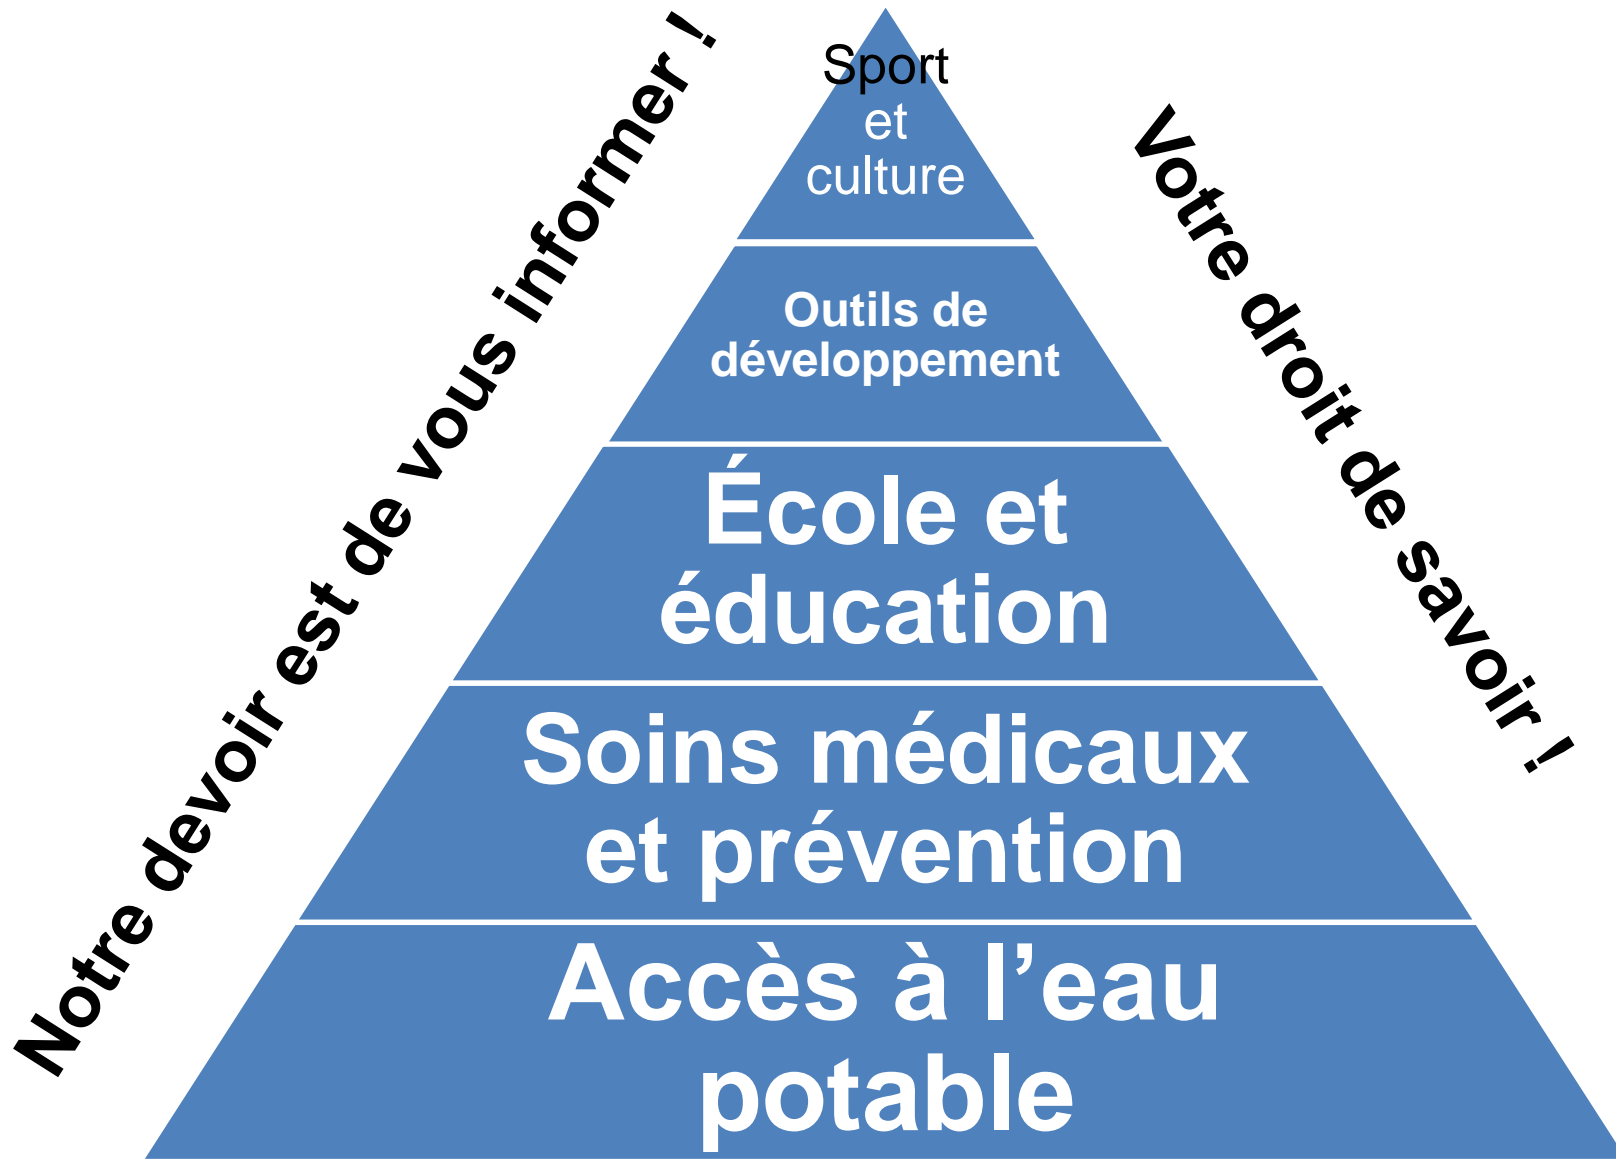 Notre devoir est de vous informer !
Votre droit de savoir !
Sport
et
culture
Outils de
développement
École et
éducation
Soins médicaux
et prévention
Accès à l’eau
potable